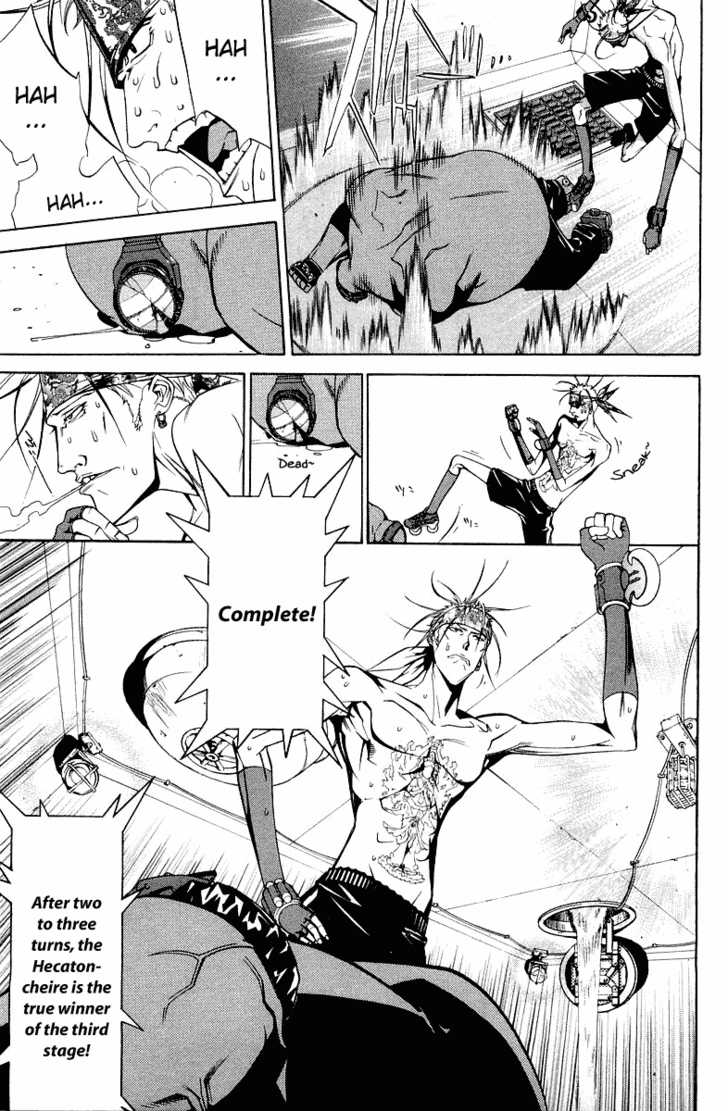 HAH
...
HAH
...
HAH...
Sneak~
Dead~
Complete!
After two
to three
turns, the
Hecaton-
cheire is the
true winner
of the third
stage!